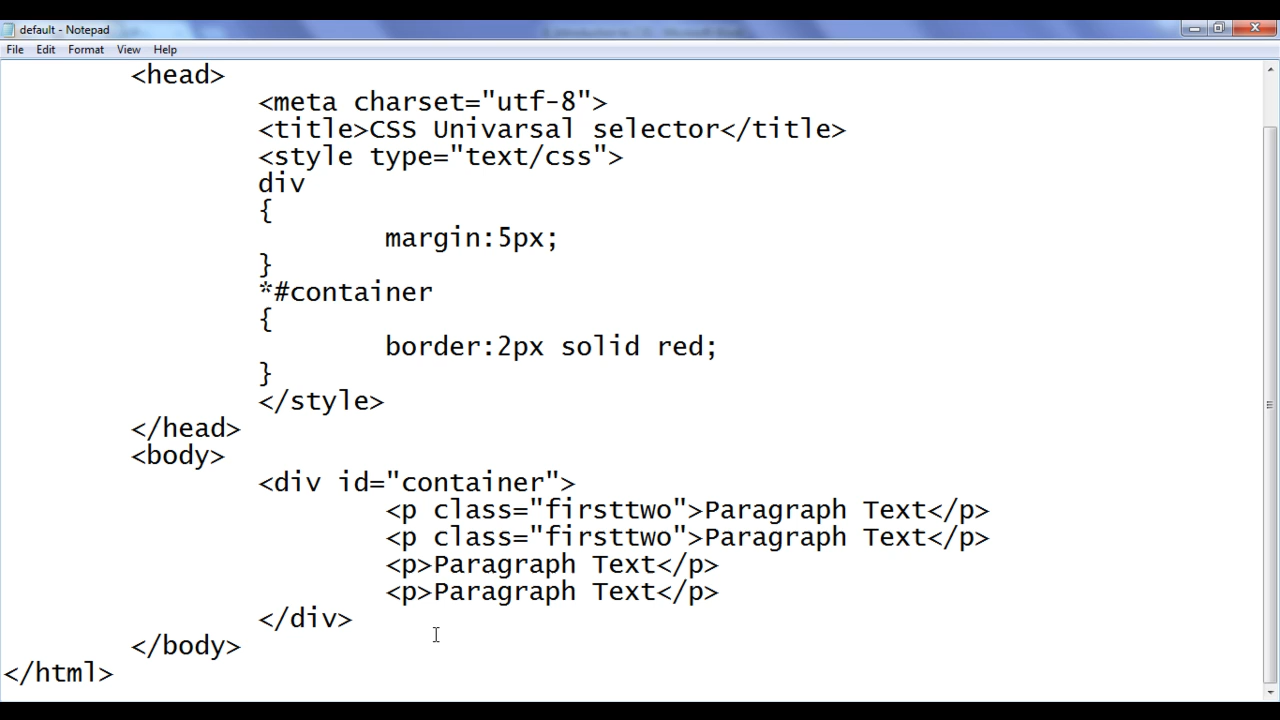 default - Notepad
File Edit Format View Help
<head>
<meta charset="utf-8">
<title>CSS Univarsal selector</title>
<style type="text/css">
div
{
margin:5px;
}
*#container
{
border:2px solid red;
}
</style>
</head>
<body>
<div id="container">
<p class="firsttwo">Paragraph Text</p>
<p class="firsttwo">Paragraph Text</p>
<p>Paragraph Text</p>
<p>Paragraph Text</p>
</div>
</body>
</html>